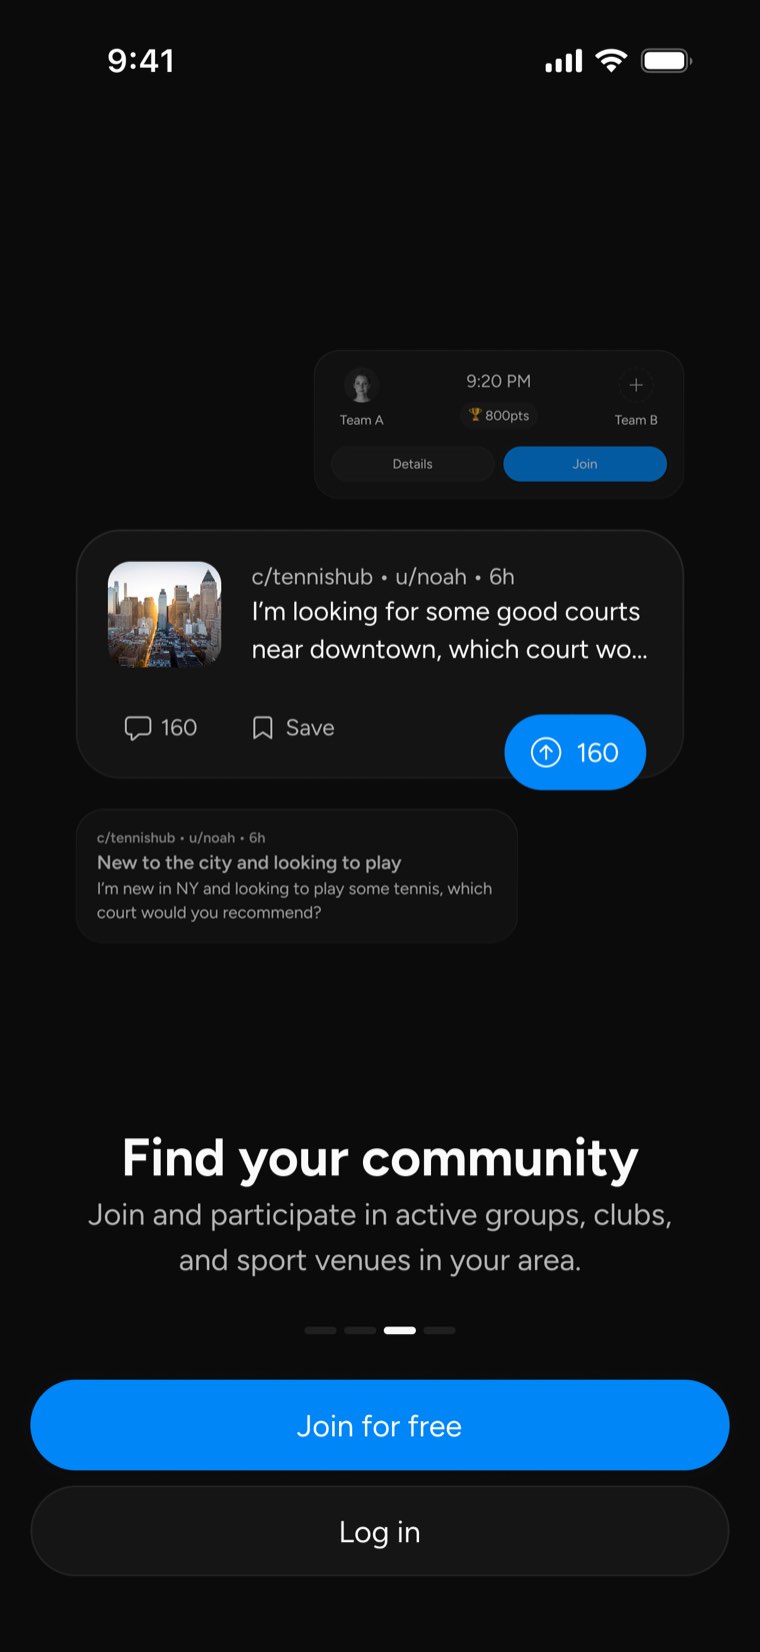 9:41
9:20 PM
🏆 800pts
Team A
Team B
Details
Join
c/tennishub • u/noah • 6h
I’m looking for some good courts
near downtown, which court wo...
160
Save
160
c/tennishub • u/noah • 6h
New to the city and looking to play
I’m new in NY and looking to play some tennis, which
court would you recommend?
Find your community
Join and participate in active groups, clubs,
and sport venues in your area.
Join for free
Log in